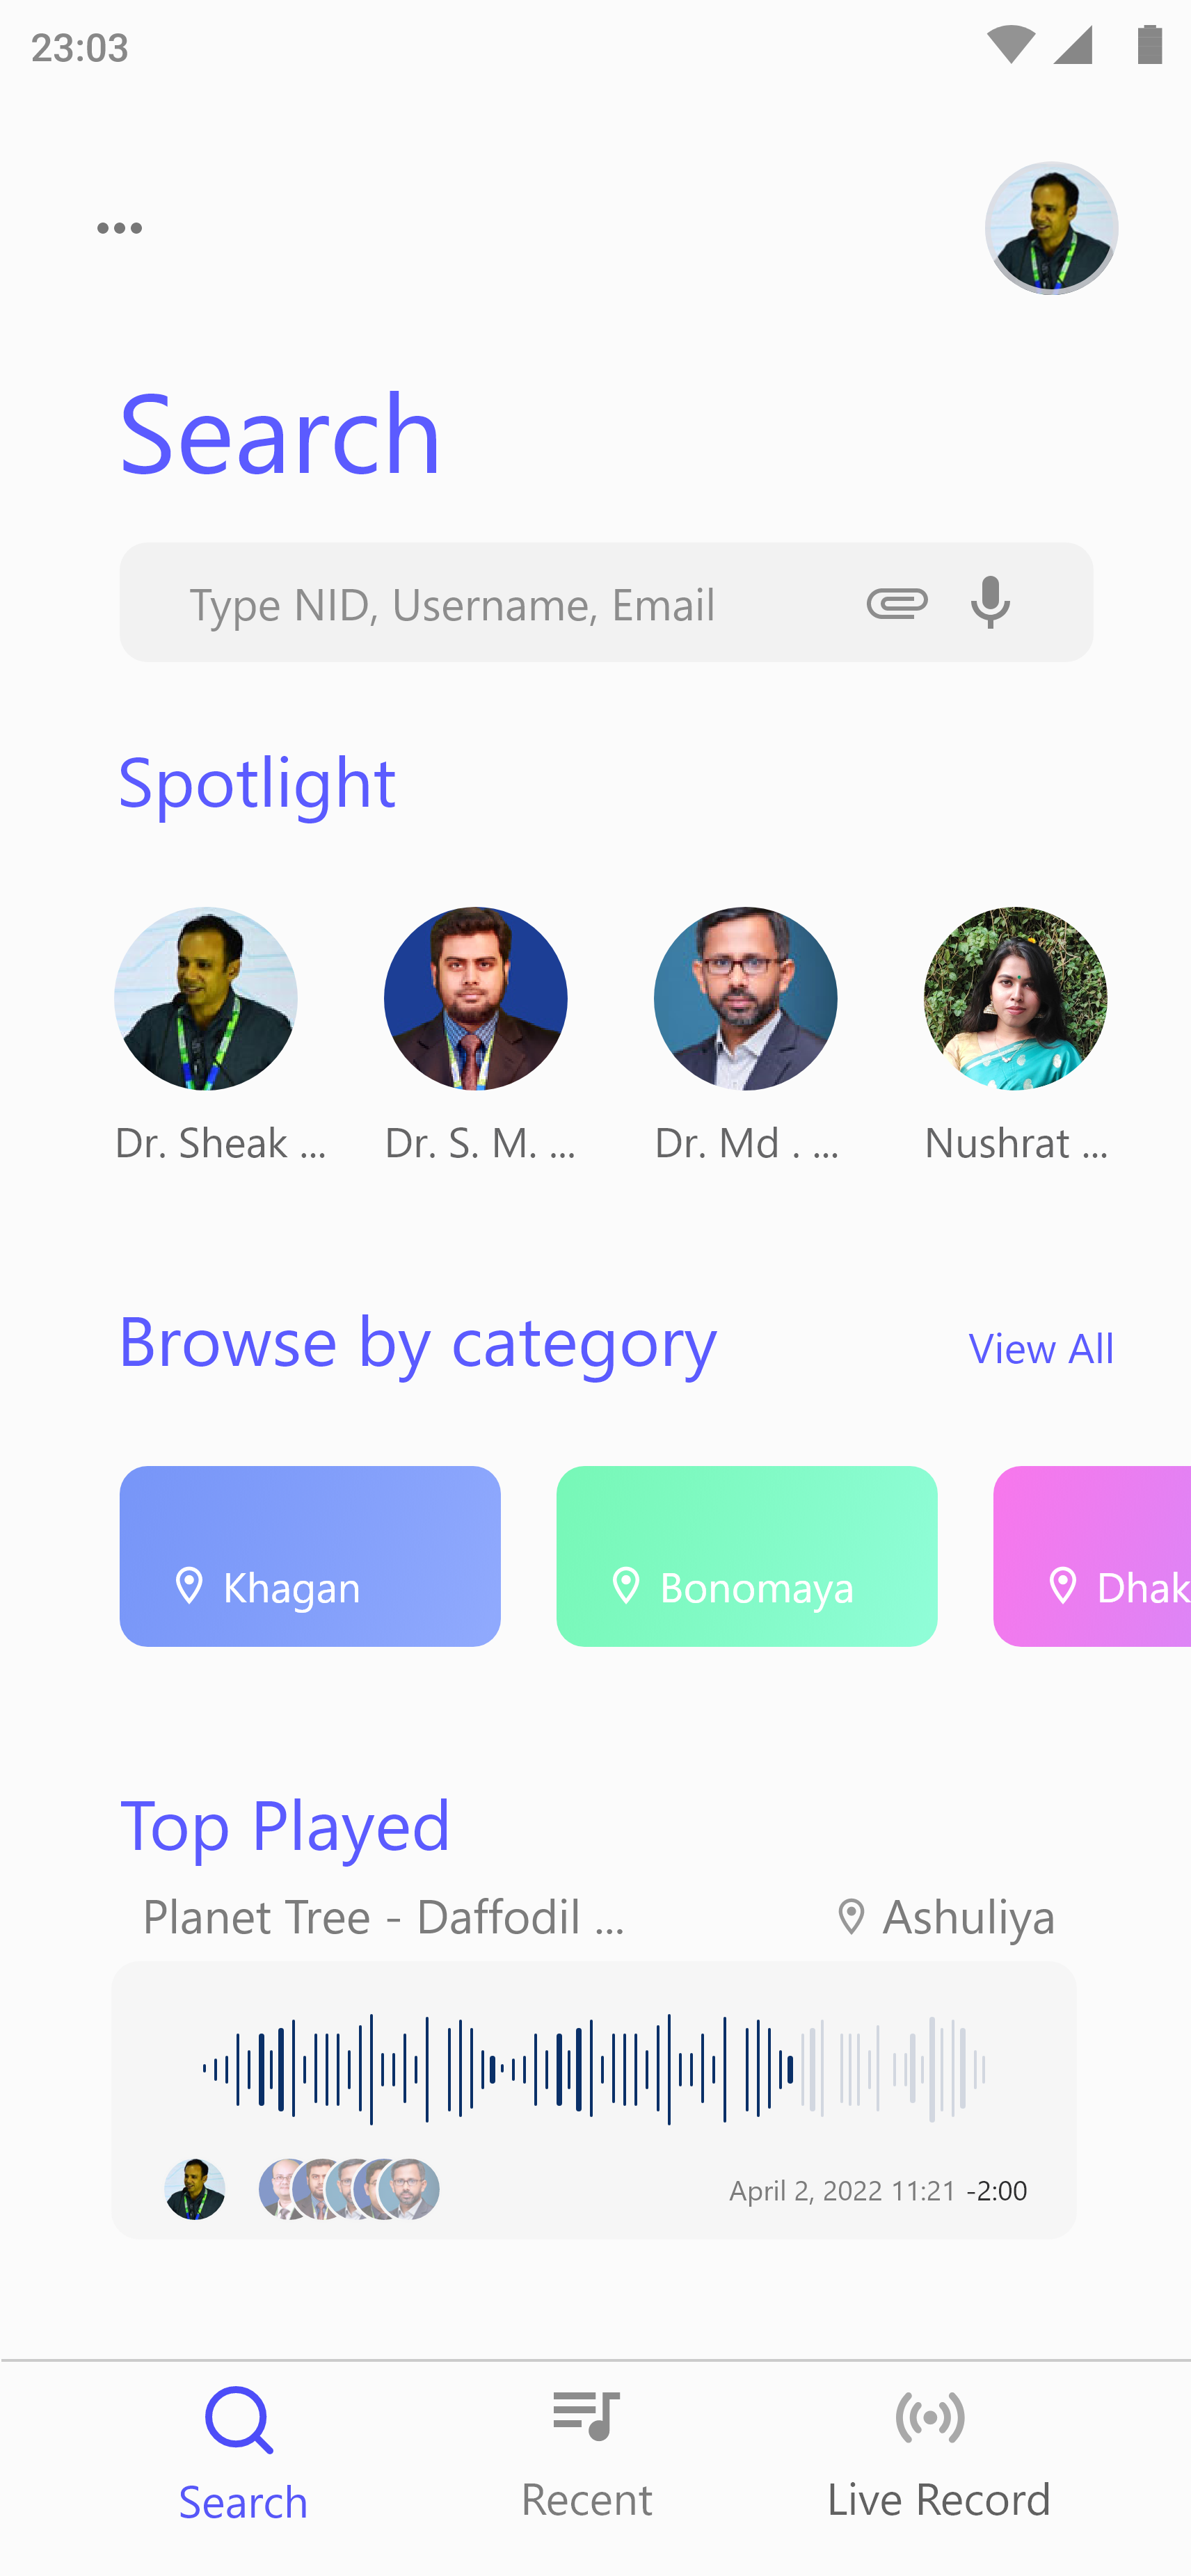 23:03
Search
Type NID, Username, Email
Spotlight
Dr. Sheak ...
Dr. S. M. ...
Dr. Md . ...
Nushrat ...
Browse by category
View All
Khagan
Bonomaya
Dhak
Top Played
Planet Tree - Daffodil ...
Ashuliya
April 2, 2022 11:21 -2:00
Search
Recent
Live Record